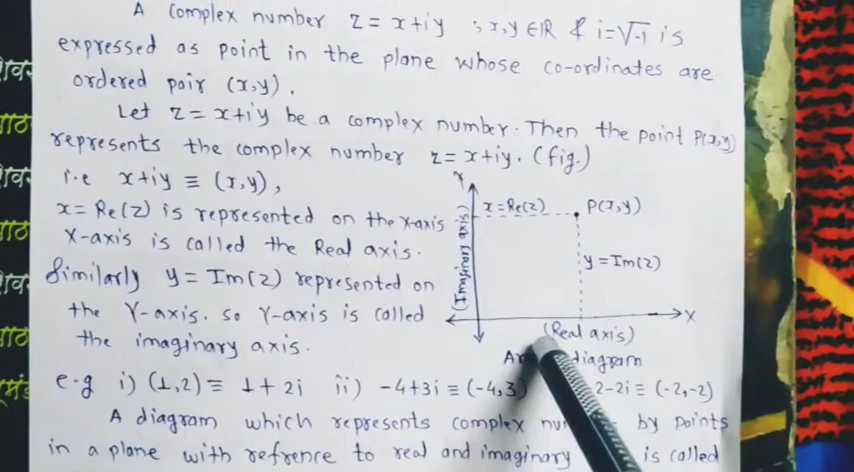 A complex number z = x+iy ; x,y ∈ IR & i=√-1 is
expressed as point in the plane whose co-ordinates are
ordered pair (x,y).
Let z = x+iy be a complex number. Then the point P(x,y)
represents the complex number z = x+iy. (fig.)
i.e x+iy ≡ (x,y),
x = Re(z) is represented on the X-axis
X-axis is called the Real axis.
Similarly y = Im(z) represented on
the Y-axis. so Y-axis is called
the imaginary axis.
Y
(Imaginary axis)
x=Re(z)
P(x,y)
y=Im(z)
X
(Real axis)
diagram
e.g i) (1,2) ≡ 1+2i ii) -4+3i ≡ (-4,3) 2-2i ≡ (-2,-2)
A diagram which represents complex by points
in a plane with refrence to real and imaginary is called